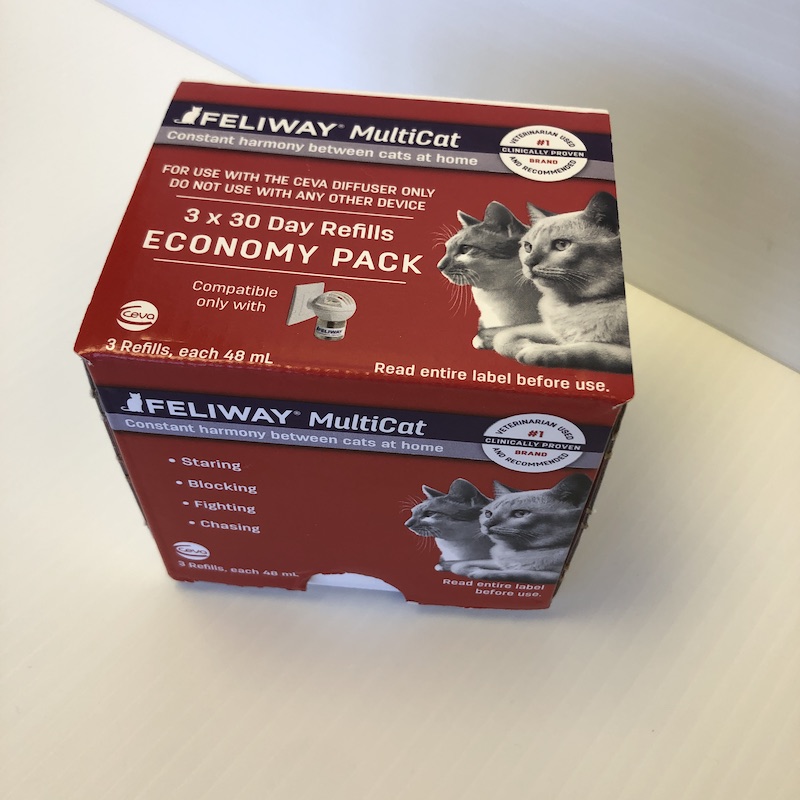 FELIWAY® MultiCat
Constant harmony between cats at home
VETERINARIAN USED
#1
CLINICALLY PROVEN
BRAND
AND RECOMMENDED
FOR USE WITH THE CEVA DIFFUSER ONLY
DO NOT USE WITH ANY OTHER DEVICE
3 x 30 Day Refills
ECONOMY PACK
Compatible
only with
FELIWAY
Ceva
3 Refills, each 48 mL
Read entire label before use.
FELIWAY® MultiCat
Constant harmony between cats at home
VETERINARIAN USED
#1
CLINICALLY PROVEN
BRAND
AND RECOMMENDED
• Staring
• Blocking
• Fighting
• Chasing
Ceva
3 Refills, each 48 mL
Read entire label
before use.